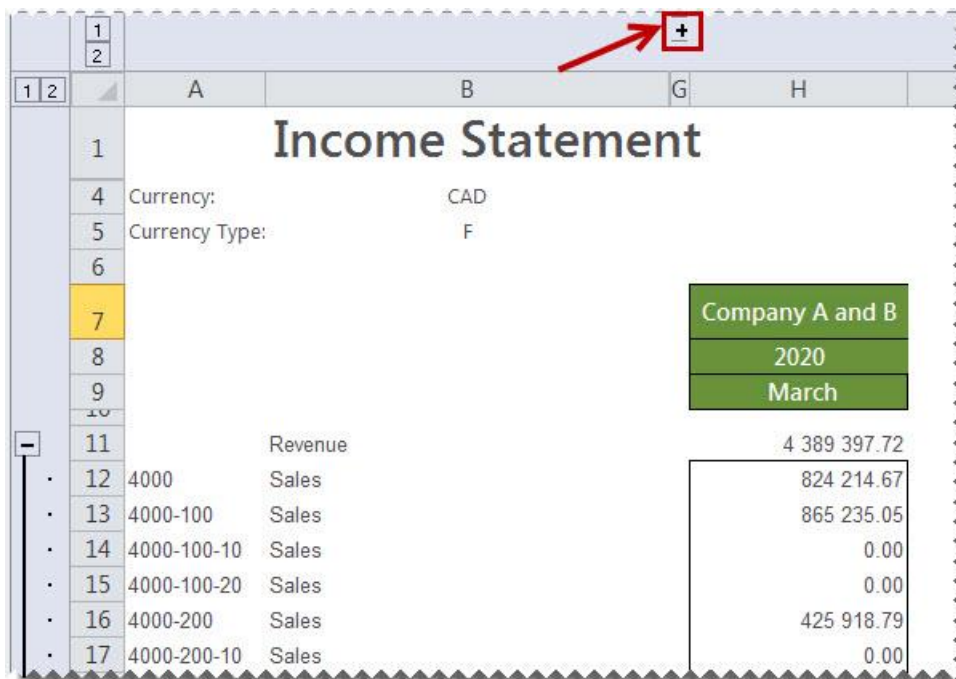 1
2
+
1 2 A B G H
1 Income Statement
4 Currency: CAD
5 Currency Type: F
6
7 Company A and B
8 2020
9 March
10
− 11 Revenue 4 389 397.72
12 4000 Sales 824 214.67
13 4000-100 Sales 865 235.05
14 4000-100-10 Sales 0.00
15 4000-100-20 Sales 0.00
16 4000-200 Sales 425 918.79
17 4000-200-10 Sales 0.00